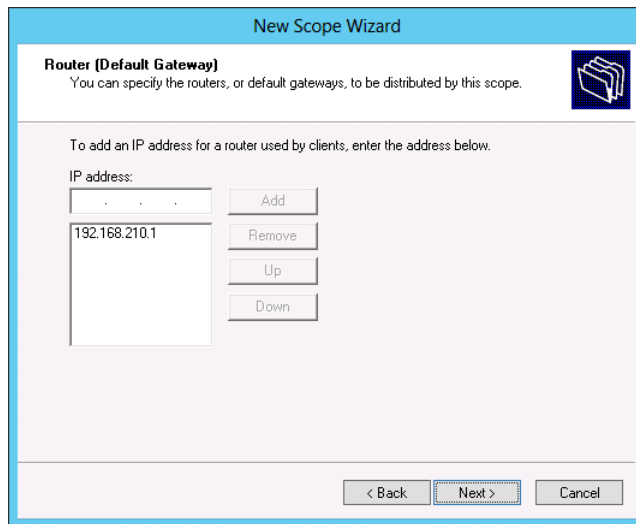 New Scope Wizard
Router (Default Gateway)
You can specify the routers, or default gateways, to be distributed by this scope.
To add an IP address for a router used by clients, enter the address below.
IP address:
. . .
Add
192.168.210.1
Remove
Up
Down
< Back
Next >
Cancel